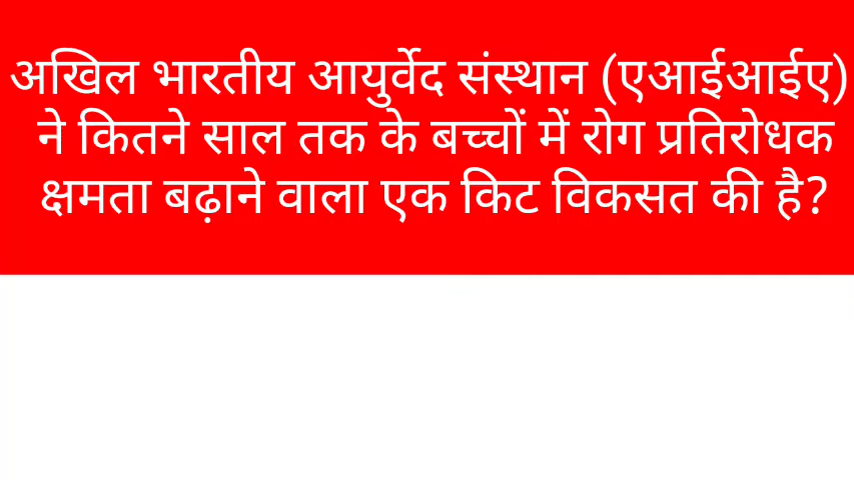 अखिल भारतीय आयुर्वेद संस्थान (एआईआईए)
ने कितने साल तक के बच्चों में रोग प्रतिरोधक
क्षमता बढ़ाने वाला एक किट विकसत की है?